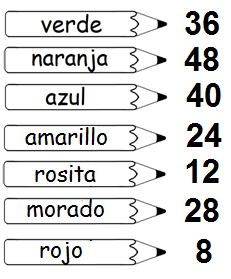 verde 36
naranja 48
azul 40
amarillo 24
rosita 12
morado 28
rojo 8